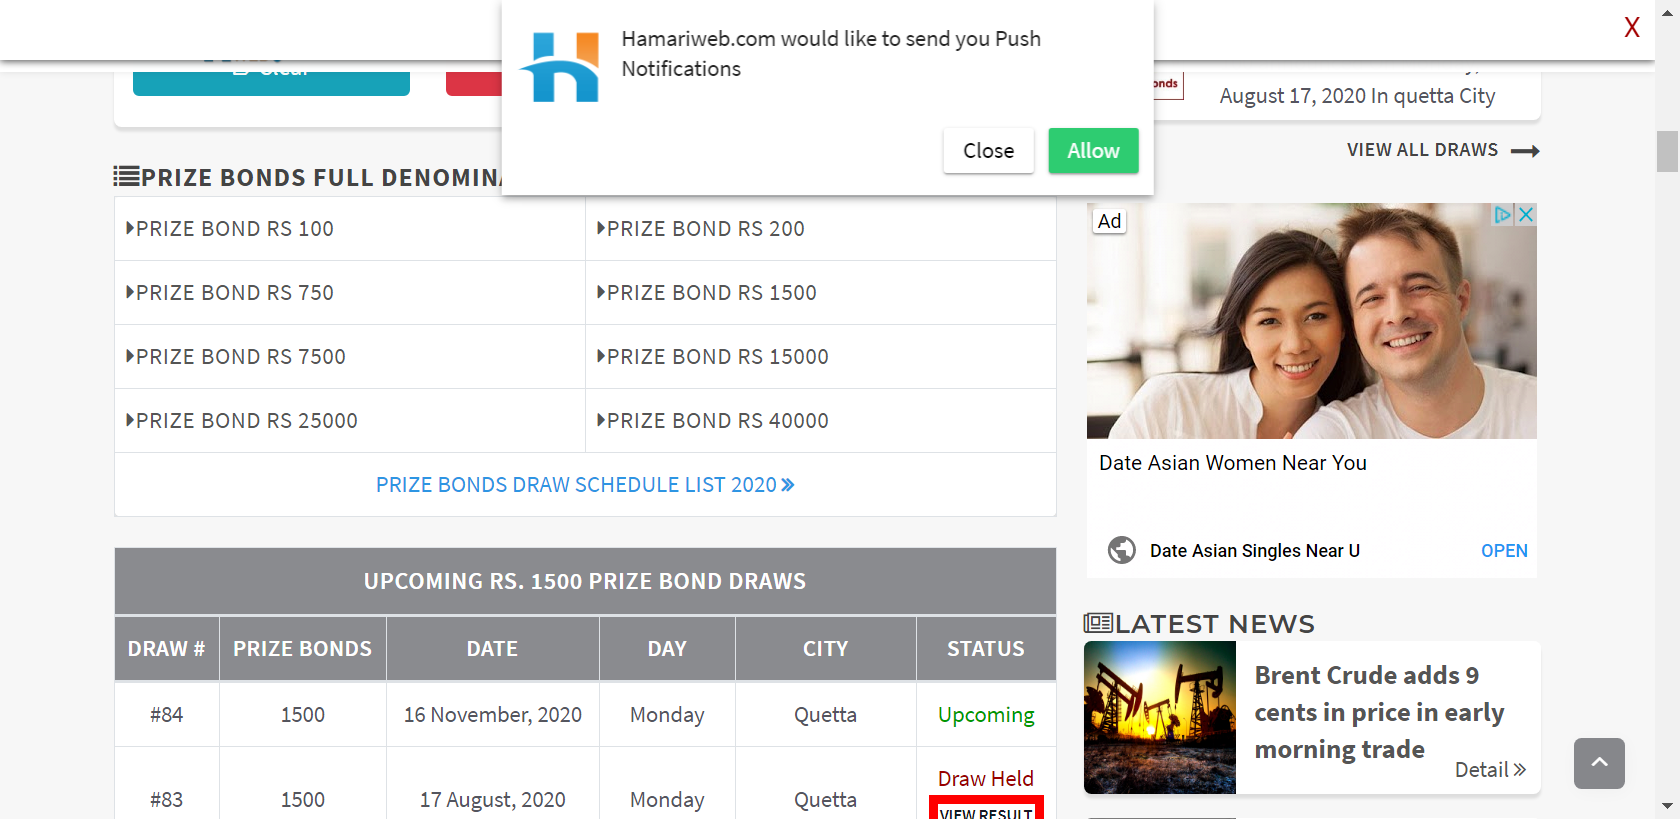 X
Hamariweb.com would like to send you Push
Notifications
Close
Allow
Clear
onds
August 17, 2020 In quetta City
VIEW ALL DRAWS
PRIZE BONDS FULL DENOMINA
PRIZE BOND RS 100
PRIZE BOND RS 200
PRIZE BOND RS 750
PRIZE BOND RS 1500
PRIZE BOND RS 7500
PRIZE BOND RS 15000
PRIZE BOND RS 25000
PRIZE BOND RS 40000
PRIZE BONDS DRAW SCHEDULE LIST 2020
UPCOMING RS. 1500 PRIZE BOND DRAWS
DRAW # PRIZE BONDS DATE DAY CITY STATUS
#84 1500 16 November, 2020 Monday Quetta Upcoming
#83 1500 17 August, 2020 Monday Quetta Draw Held
VIEW RESULT
Ad
Date Asian Women Near You
Date Asian Singles Near U
OPEN
LATEST NEWS
Brent Crude adds 9
cents in price in early
morning trade
Detail